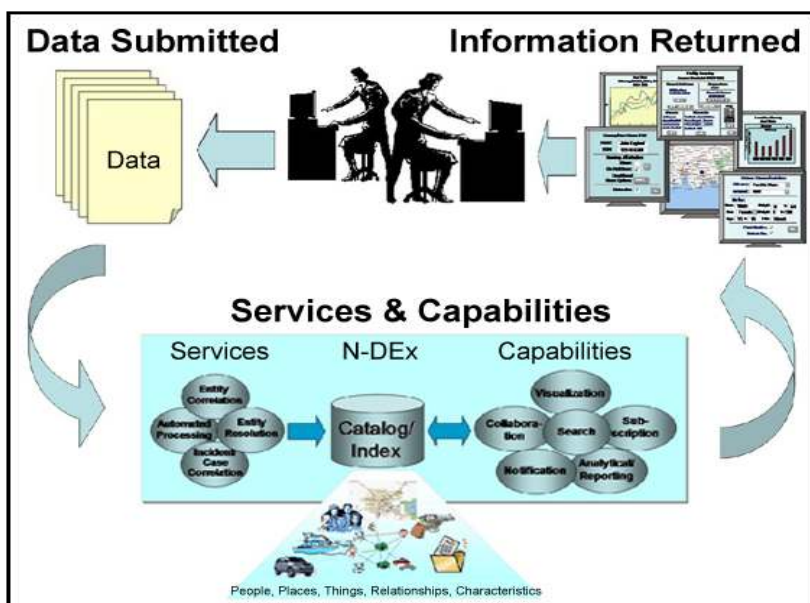 Data Submitted
Information Returned
Data
Services & Capabilities
Services
N-DEx
Capabilities
Entity
Correlation
Automated
Processing
Entity
Resolution
Incident/
Case
Correlation
Catalog/
Index
Visualization
Collabora-
tion
Search
Sub-
scription
Notification
Analytical/
Reporting
People, Places, Things, Relationships, Characteristics